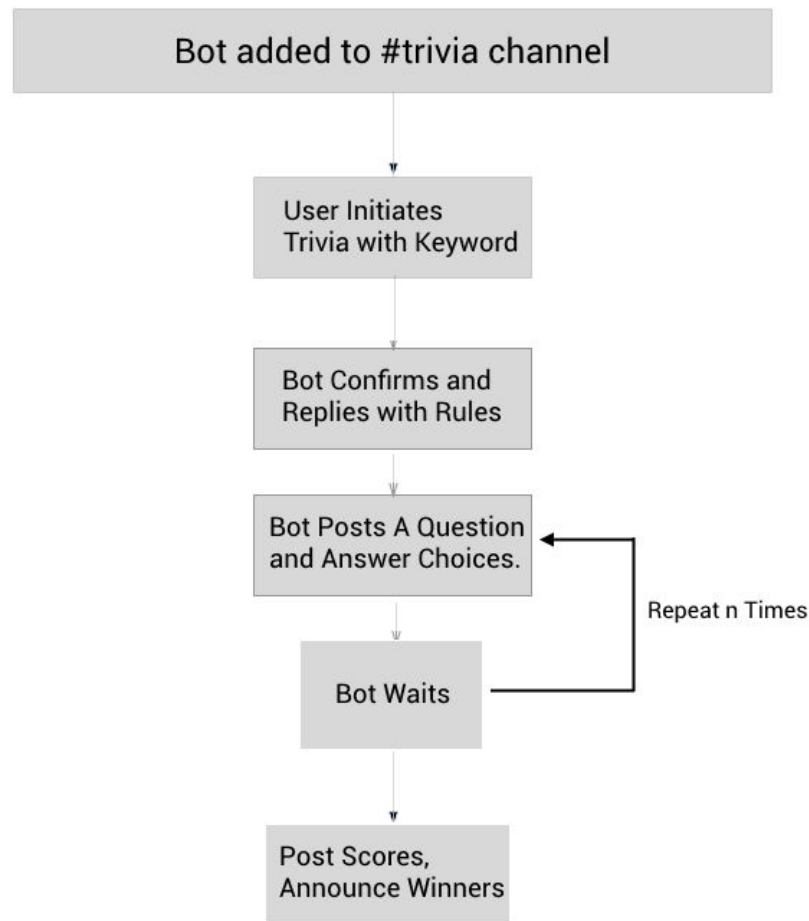 Bot added to #trivia channel
User Initiates
Trivia with Keyword
Bot Confirms and
Replies with Rules
Bot Posts A Question
and Answer Choices.
Repeat n Times
Bot Waits
Post Scores,
Announce Winners